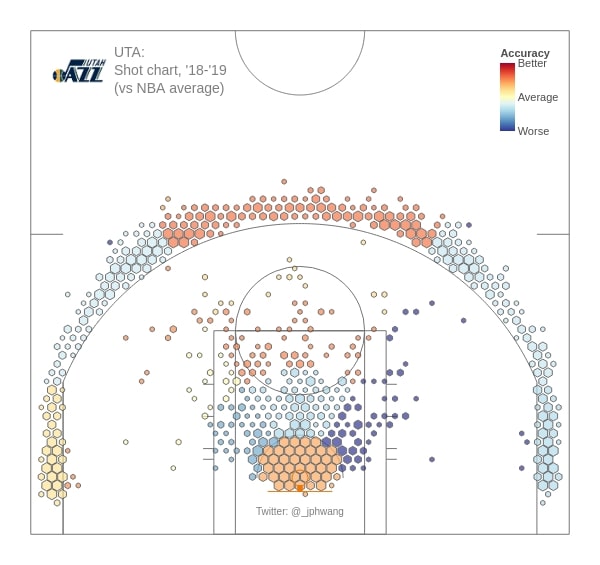 UTAH
JAZZ
UTA:
Shot chart, '18-'19
(vs NBA average)
Accuracy
Better
Average
Worse
Twitter: @_jphwang